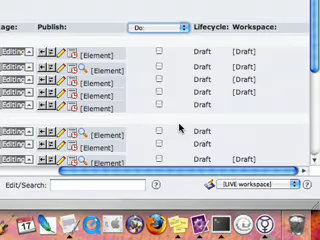 age: Publish: Do: Lifecycle: Workspace:
Editing [Element] Draft [Draft]
Editing [Element] Draft [Draft]
Editing [Element] Draft [Draft]
Editing [Element] Draft [Draft]
Editing [Element] Draft
Editing [Element] Draft
Editing [Element] Draft [Draft]
Editing [Element] Draft [Draft]
Edit/Search: ? [LIVE workspace] ?
17